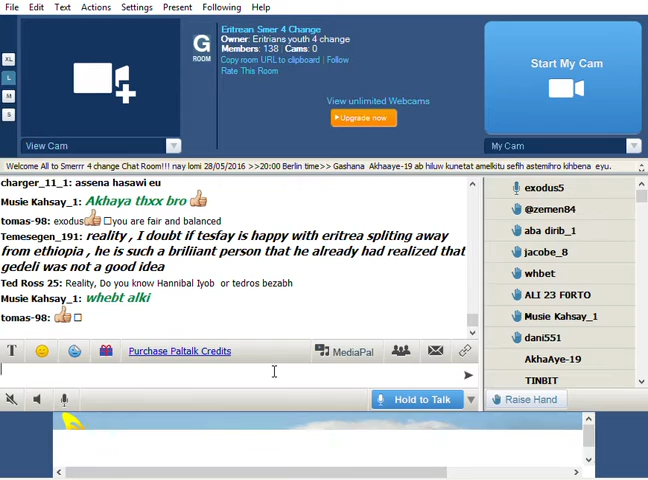 File Edit Text Actions Settings Present Following Help
Eritrean Smer 4 Change
Owner: Eritrians youth 4 change
Members: 138 | Cams: 0
Copy room URL to clipboard | Follow
Rate This Room
G
ROOM
View unlimited Webcams
Upgrade now
Start My Cam
XL
L
M
S
View Cam
My Cam
Welcome All to Smerrr 4 change Chat Room!!! nay lomi 28/05/2016 >>20:00 Berlin time>> Gashana Akhaaye-19 ab hiluw kunetat amelkitu sefih astemihro kihbena eyu.
charger_11_1: assena hasawi eu
Musie Kahsay_1: Akhaya thxx bro
tomas-98: exodus you are fair and balanced
Temesegen_191: reality , I doubt if tesfay is happy with eritrea spliting away
from ethiopia , he is such a briliiant person that he already had realized that
gedeli was not a good idea
Ted Ross 25: Reality, Do you know Hannibal Iyob or tedros bezabh
Musie Kahsay_1: whebt alki
tomas-98:
exodus5
@zemen84
aba dirib_1
jacobe_8
whbet
ALI 23 F0RTO
Musie Kahsay_1
dani551
AkhaAye-19
TINBIT
T
Purchase Paltalk Credits
MediaPal
Hold to Talk
Raise Hand